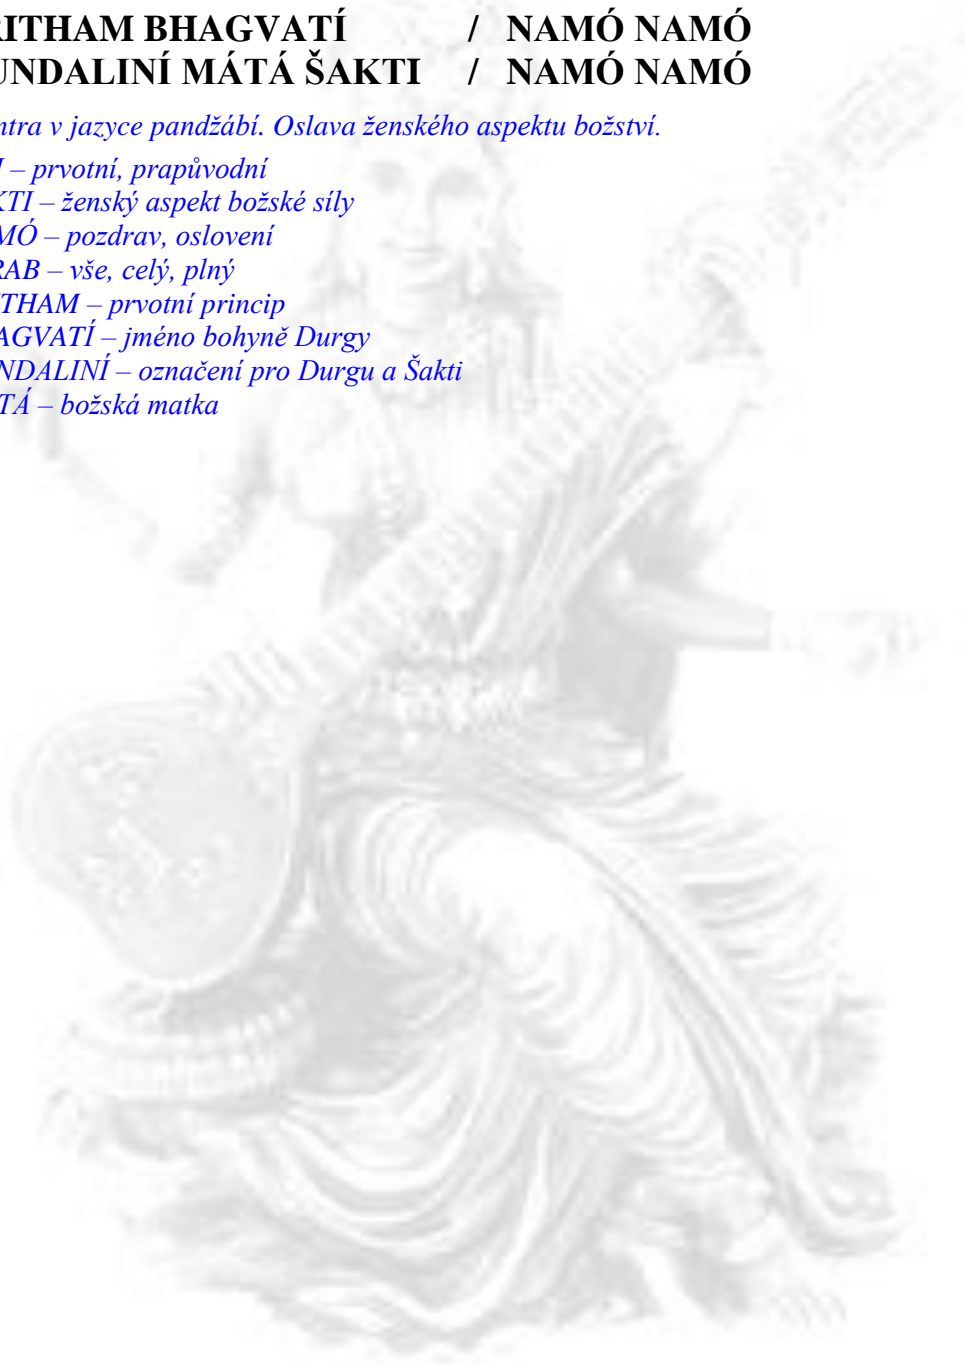 RITHAM BHAGVATÍ / NAMÓ NAMÓ
UNDALINÍ MÁTÁ ŠAKTI / NAMÓ NAMÓ
ntra v jazyce pandžábí. Oslava ženského aspektu božství.
I – prvotní, prapůvodní
KTI – ženský aspekt božské síly
MÓ – pozdrav, oslovení
RAB – vše, celý, plný
ITHAM – prvotní princip
AGVATÍ – jméno bohyně Durgy
NDALINÍ – označení pro Durgu a Šakti
TÁ – božská matka